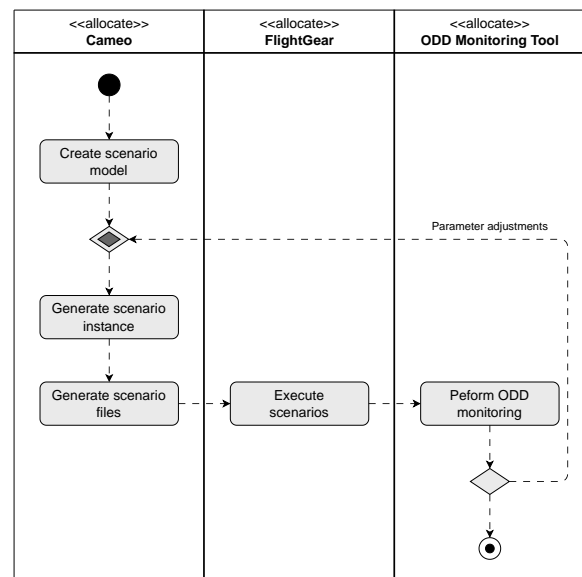 <<allocate>>
Cameo
<<allocate>>
FlightGear
<<allocate>>
ODD Monitoring Tool
Create scenario
model
Parameter adjustments
Generate scenario
instance
Generate scenario
files
Execute
scenarios
Peform ODD
monitoring